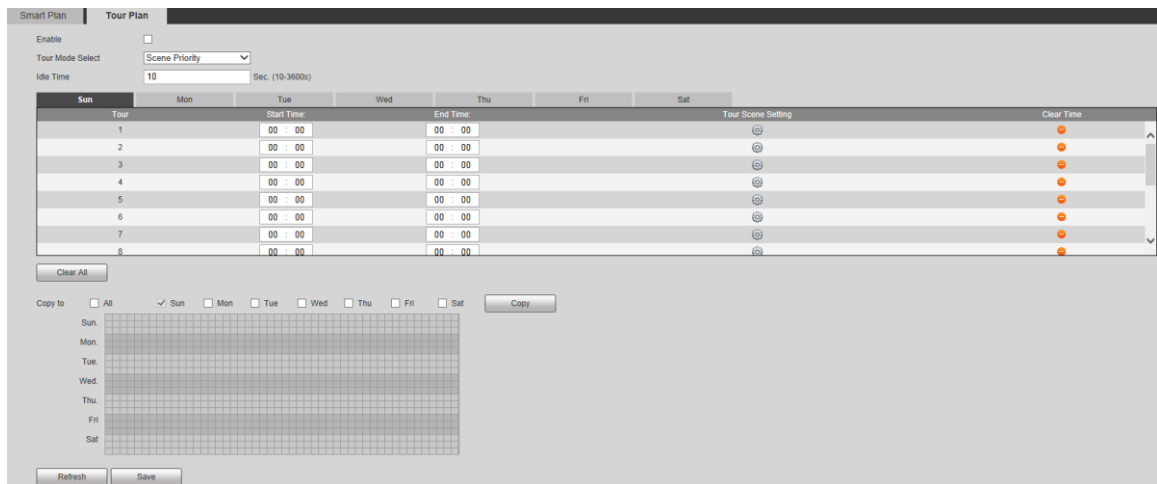 Smart Plan Tour Plan
Enable
Tour Mode Select Scene Priority
Idle Time 10 Sec. (10-3600s)
Sun Mon Tue Wed Thu Fri Sat
Tour Start Time: End Time: Tour Scene Setting Clear Time
1 00 : 00 00 : 00
2 00 : 00 00 : 00
3 00 : 00 00 : 00
4 00 : 00 00 : 00
5 00 : 00 00 : 00
6 00 : 00 00 : 00
7 00 : 00 00 : 00
8 00 : 00 00 : 00
Clear All
Copy to All Sun Mon Tue Wed Thu Fri Sat Copy
Sun.
Mon.
Tue.
Wed.
Thu.
Fri
Sat
Refresh Save